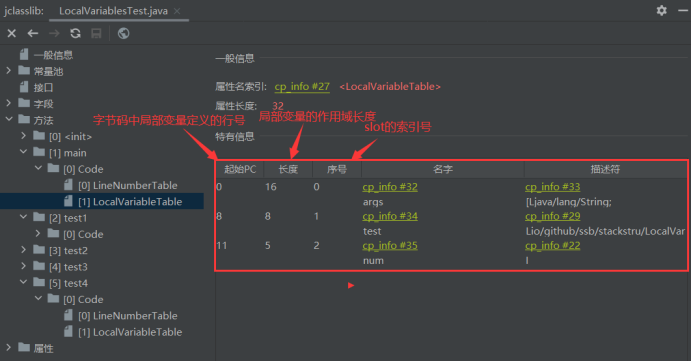 jclasslib: LocalVariablesTest.java
一般信息
常量池
接口
字段
方法
[0] <init>
[1] main
[0] Code
[0] LineNumberTable
[1] LocalVariableTable
[2] test1
[0] Code
[3] test2
[4] test3
[5] test4
[0] Code
[0] LineNumberTable
[1] LocalVariableTable
属性
一般信息
属性名索引: cp_info #27 <LocalVariableTable>
属性长度: 32
字节码中局部变量定义的行号
局部变量的作用域长度
slot的索引号
特有信息
起始PC 长度 序号 名字 描述符
0 16 0 cp_info #32 cp_info #33
args [Ljava/lang/String;
8 8 1 cp_info #34 cp_info #29
test Lio/github/ssb/stackstru/LocalVar
11 5 2 cp_info #35 cp_info #22
num I